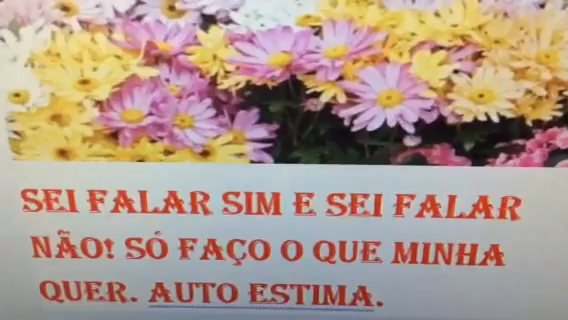 SEI FALAR SIM E SEI FALAR
NÃO! SÓ FAÇO O QUE MINHA
QUER. AUTO ESTIMA.